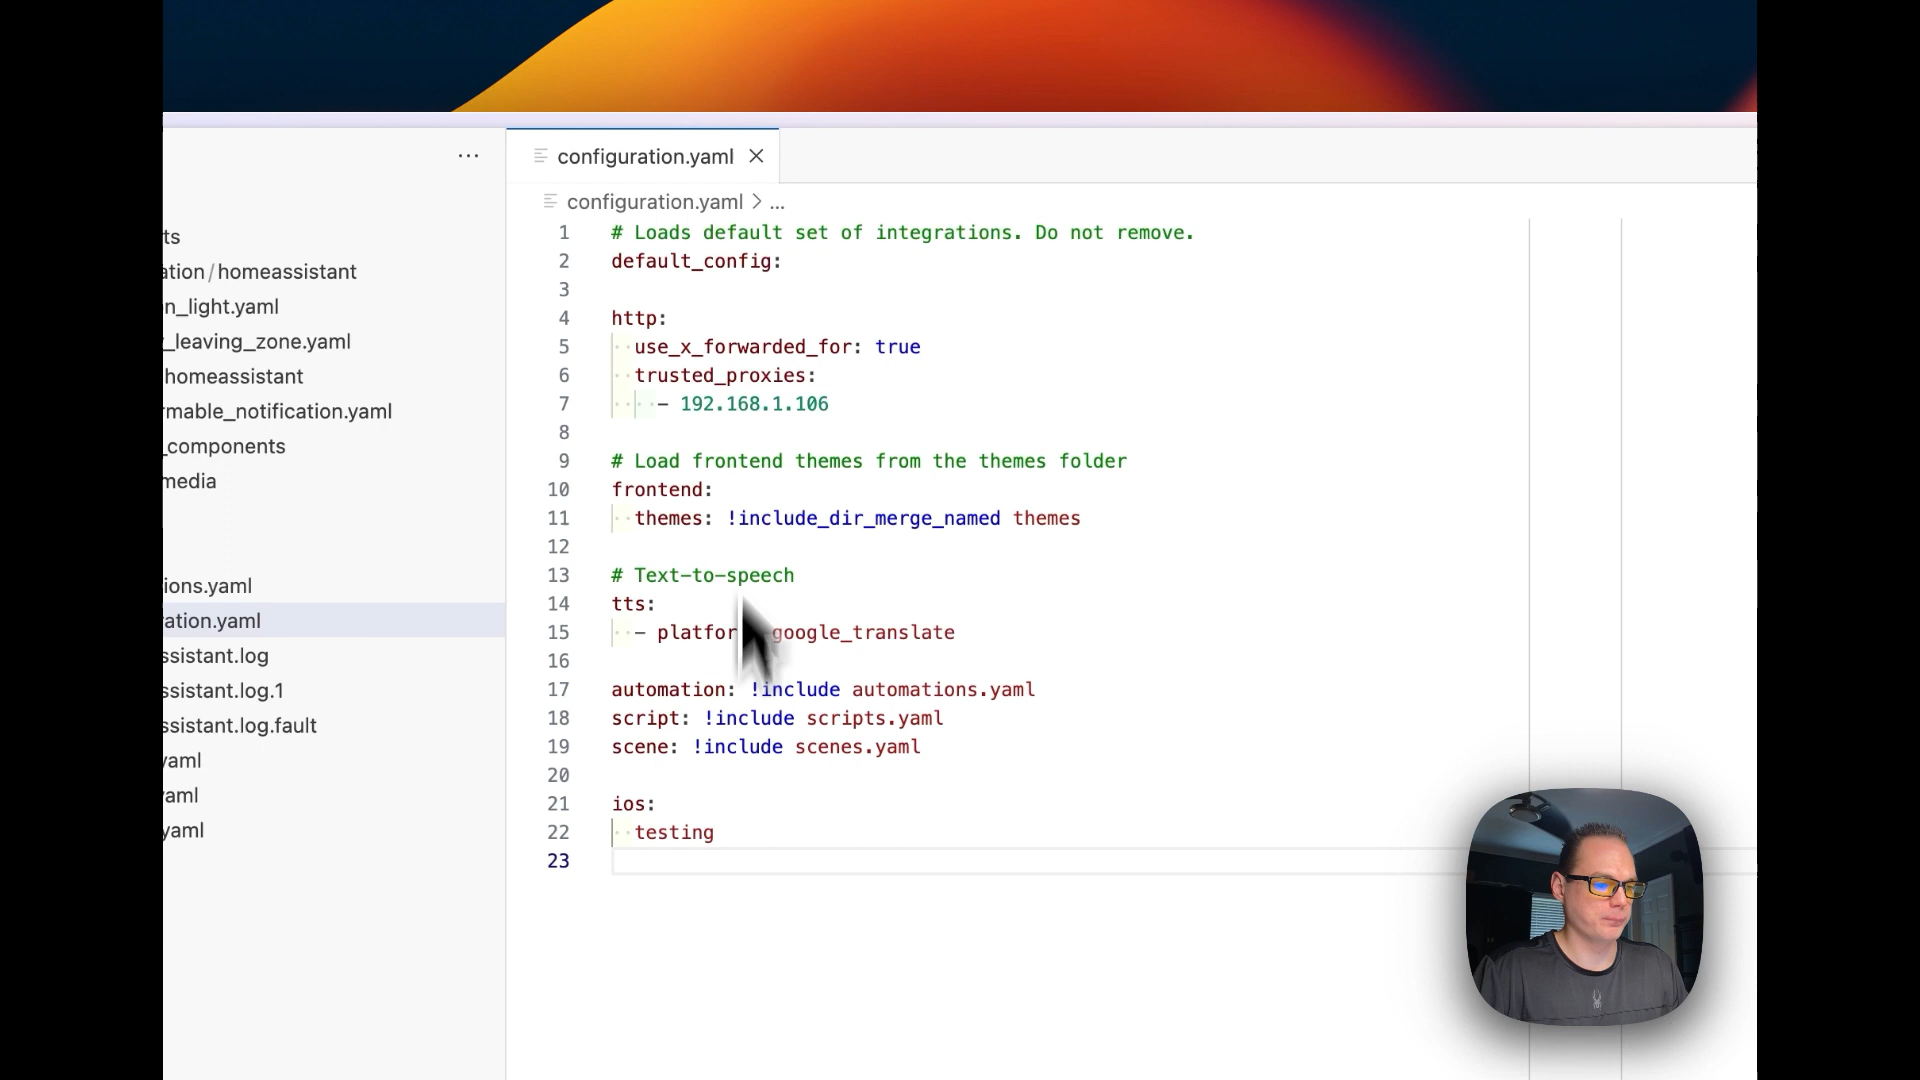 ...
configuration.yaml
configuration.yaml > ...
ts
ation/homeassistant
n_light.yaml
_leaving_zone.yaml
homeassistant
rmable_notification.yaml
_components
media
ions.yaml
ration.yaml
ssistant.log
ssistant.log.1
ssistant.log.fault
yaml
yaml
yaml
1 # Loads default set of integrations. Do not remove.
2 default_config:
3
4 http:
5 use_x_forwarded_for: true
6 trusted_proxies:
7 - 192.168.1.106
8
9 # Load frontend themes from the themes folder
10 frontend:
11 themes: !include_dir_merge_named themes
12
13 # Text-to-speech
14 tts:
15 - platfor google_translate
16
17 automation: !include automations.yaml
18 script: !include scripts.yaml
19 scene: !include scenes.yaml
20
21 ios:
22 testing
23